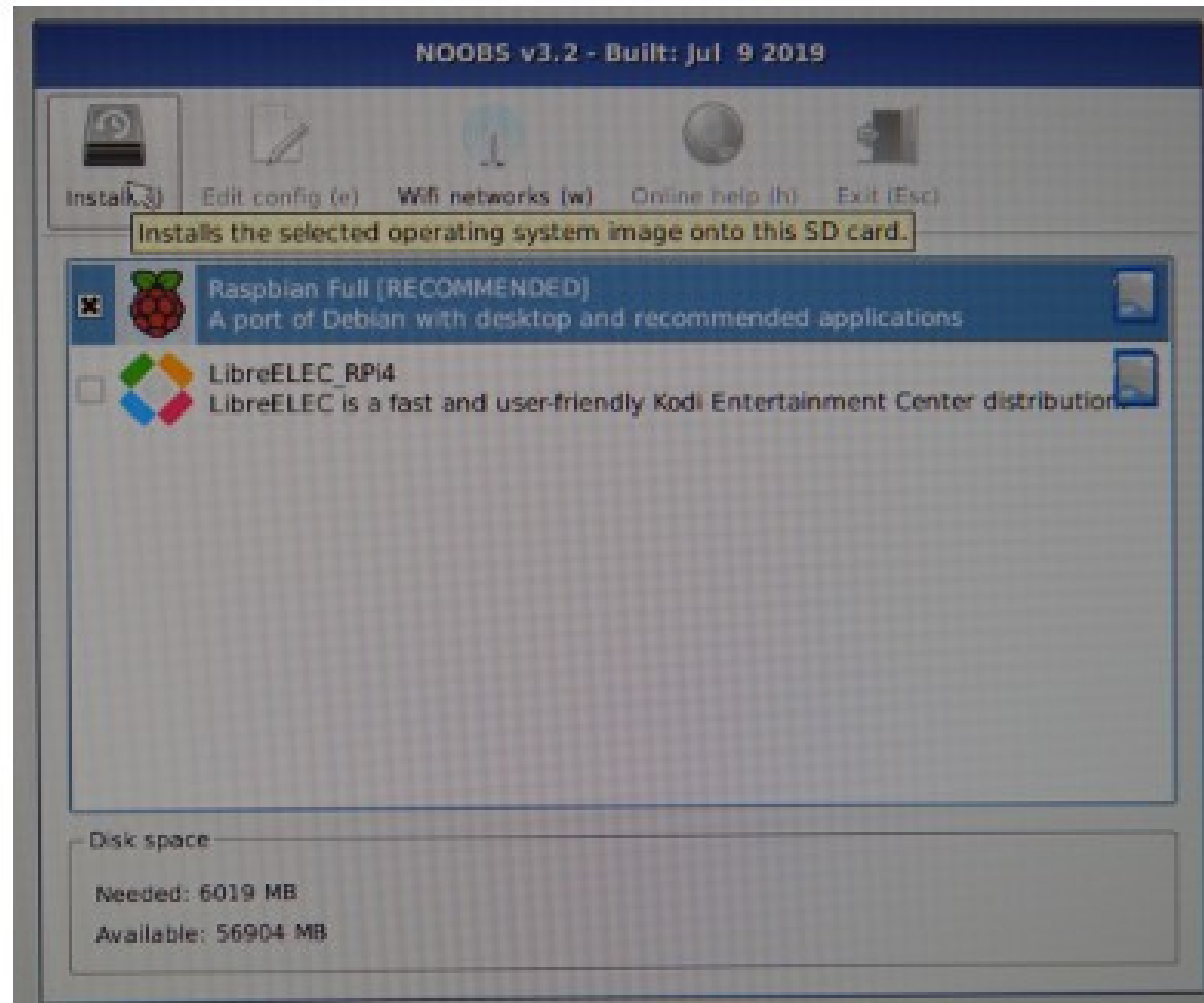 NOOBS v3.2 - Built: Jul 9 2019
Edit config (e)
Wifi networks (w)
Online help (h)
Exit (Esc)
Installs the selected operating system image onto this SD card.
Raspbian Full [RECOMMENDED]
A port of Debian with desktop and recommended applications
LibreELEC_RPi4
LibreELEC is a fast and user-friendly Kodi Entertainment Center distribution
Disk space
Needed: 6019 MB
Available: 56904 MB